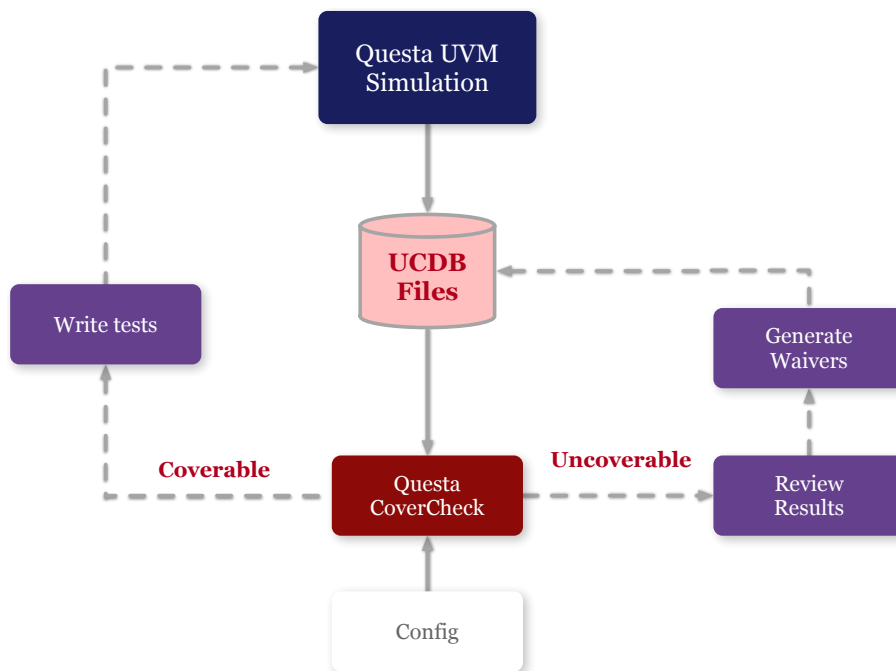 Questa UVM
Simulation
UCDB
Files
Write tests
Generate
Waivers
Coverable
Uncoverable
Questa
CoverCheck
Review
Results
Config